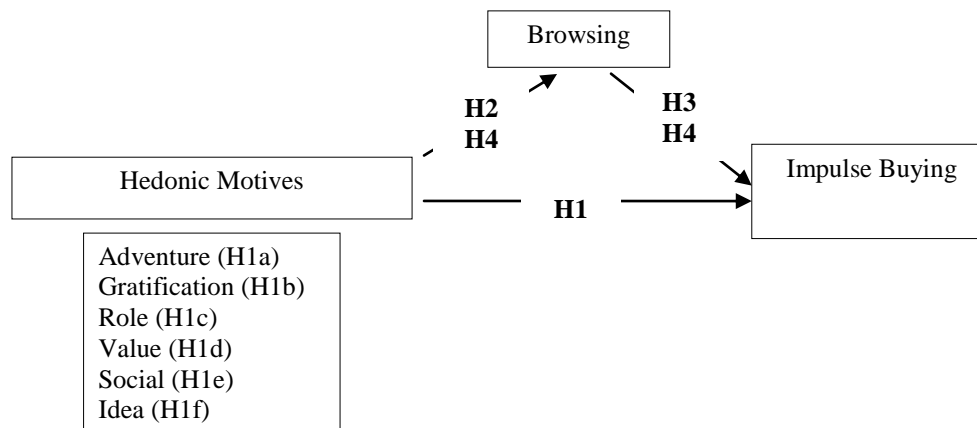 Browsing
H2
H4
H3
H4
Hedonic Motives
Impulse Buying
H1
Adventure (H1a)
Gratification (H1b)
Role (H1c)
Value (H1d)
Social (H1e)
Idea (H1f)